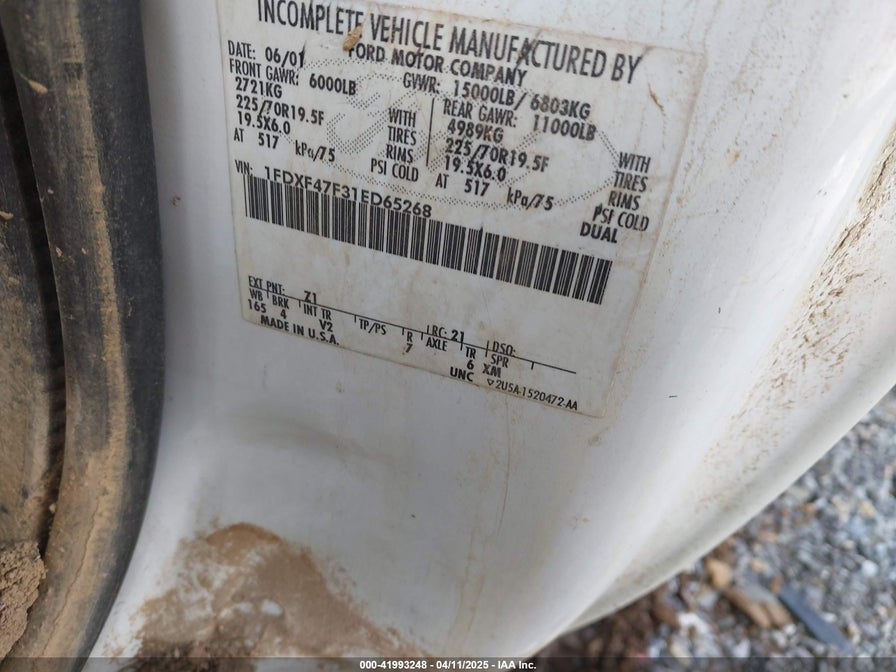 INCOMPLETE VEHICLE MANUFACTURED BY
FORD MOTOR COMPANY
DATE: 06/01 GVWR: 15000LB/ 6803KG
FRONT GAWR: 6000LB REAR GAWR: 11000LB
2721KG WITH 4989KG WITH
225/70R19.5F TIRES 225/70R19.5F TIRES
19.5X6.0 RIMS 19.5X6.0 RIMS
AT 517 kPa/75 PSI COLD AT 517 kPa/75 PSI COLD
DUAL
VIN: 1FDXF47F31ED65268
EXT PNT: Z1 RC: 21 DSO:
WB BRK INT TR TP/PS R AXLE TR SPR
165 4 V2 7 6 XM
MADE IN U.S.A. UNC ▽2U5A-1520472-AA
000-41993248 - 04/11/2025 - IAA Inc.